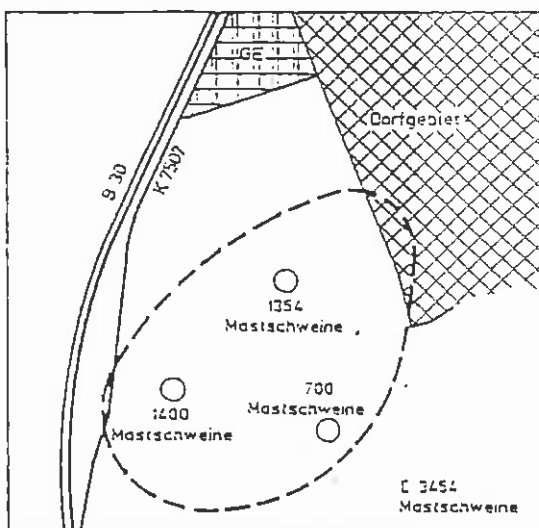 GE
Dorfgebiet
B 30
K 7507
1354
Mastschweine
700
Mastschweine
1400
Mastschweine
Σ 3454
Mastschweine